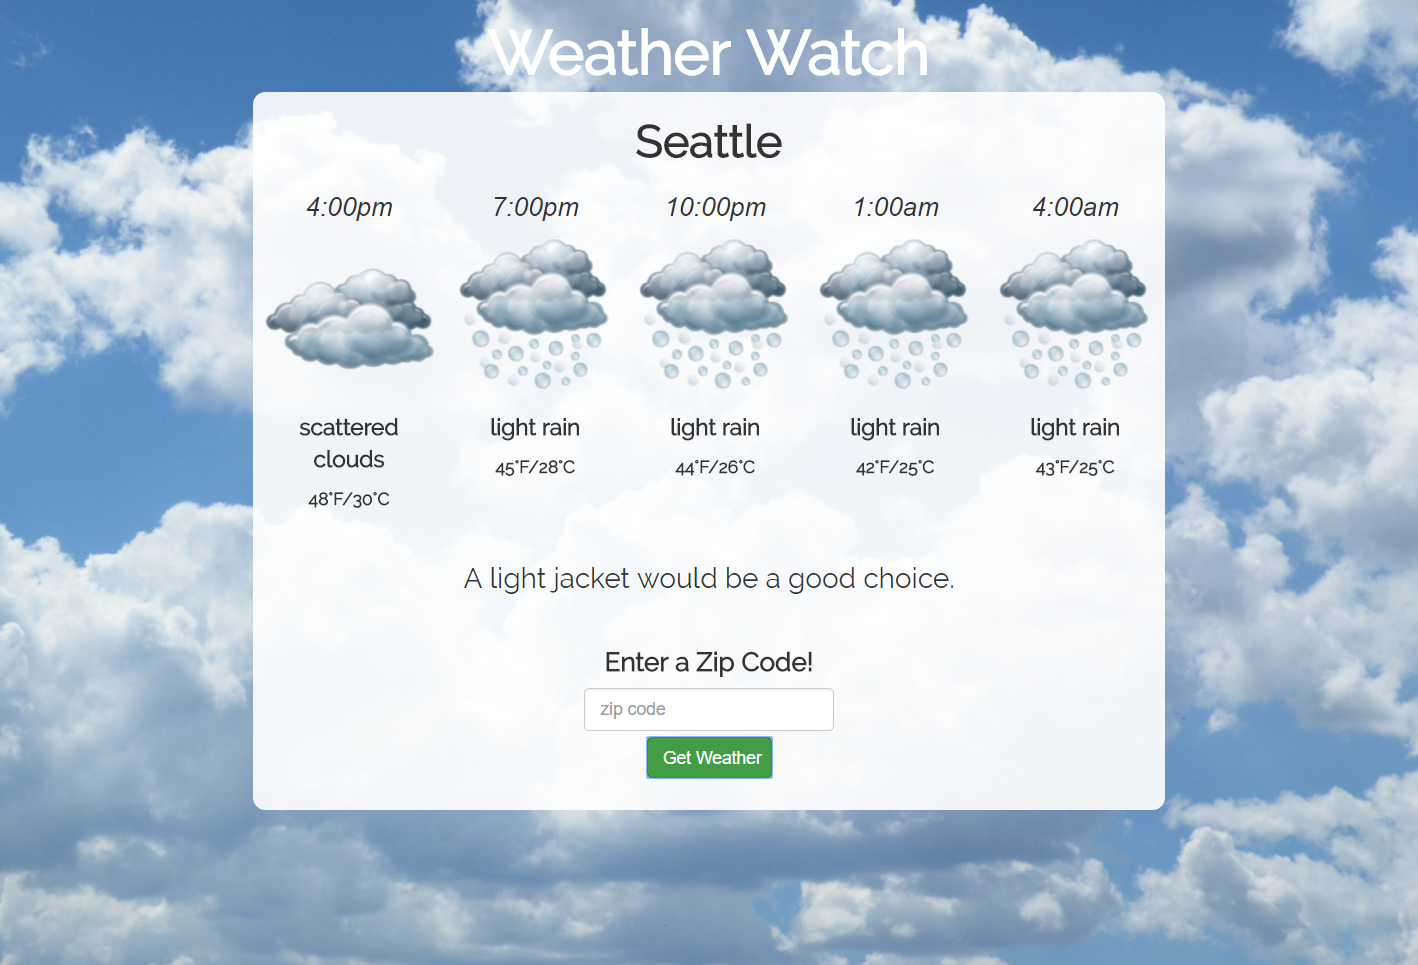 Weather Watch
Seattle
4:00pm 7:00pm 10:00pm 1:00am 4:00am
scattered clouds light rain light rain light rain light rain
48°F/30°C 45°F/28°C 44°F/26°C 42°F/25°C 43°F/25°C
A light jacket would be a good choice.
Enter a Zip Code!
zip code
Get Weather